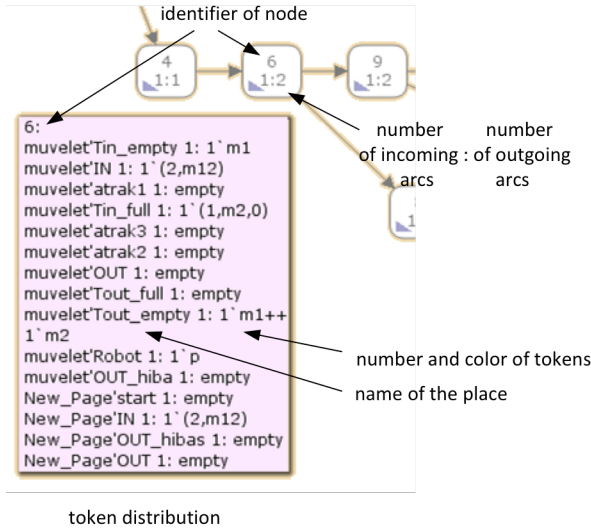 identifier of node
4
1:1
6
1:2
9
1:2
number
of incoming : of outgoing
arcs
number
arcs
6:
muvelet'Tin_empty 1: 1`m1
muvelet'IN 1: 1`(2,m12)
muvelet'atrak1 1: empty
muvelet'Tin_full 1: 1`(1,m2,0)
muvelet'atrak3 1: empty
muvelet'atrak2 1: empty
muvelet'OUT 1: empty
muvelet'Tout_full 1: empty
muvelet'Tout_empty 1: 1`m1++
1`m2
muvelet'Robot 1: 1`p
muvelet'OUT_hiba 1: empty
New_Page'start 1: empty
New_Page'IN 1: 1`(2,m12)
New_Page'OUT_hibas 1: empty
New_Page'OUT 1: empty
number and color of tokens
name of the place
token distribution